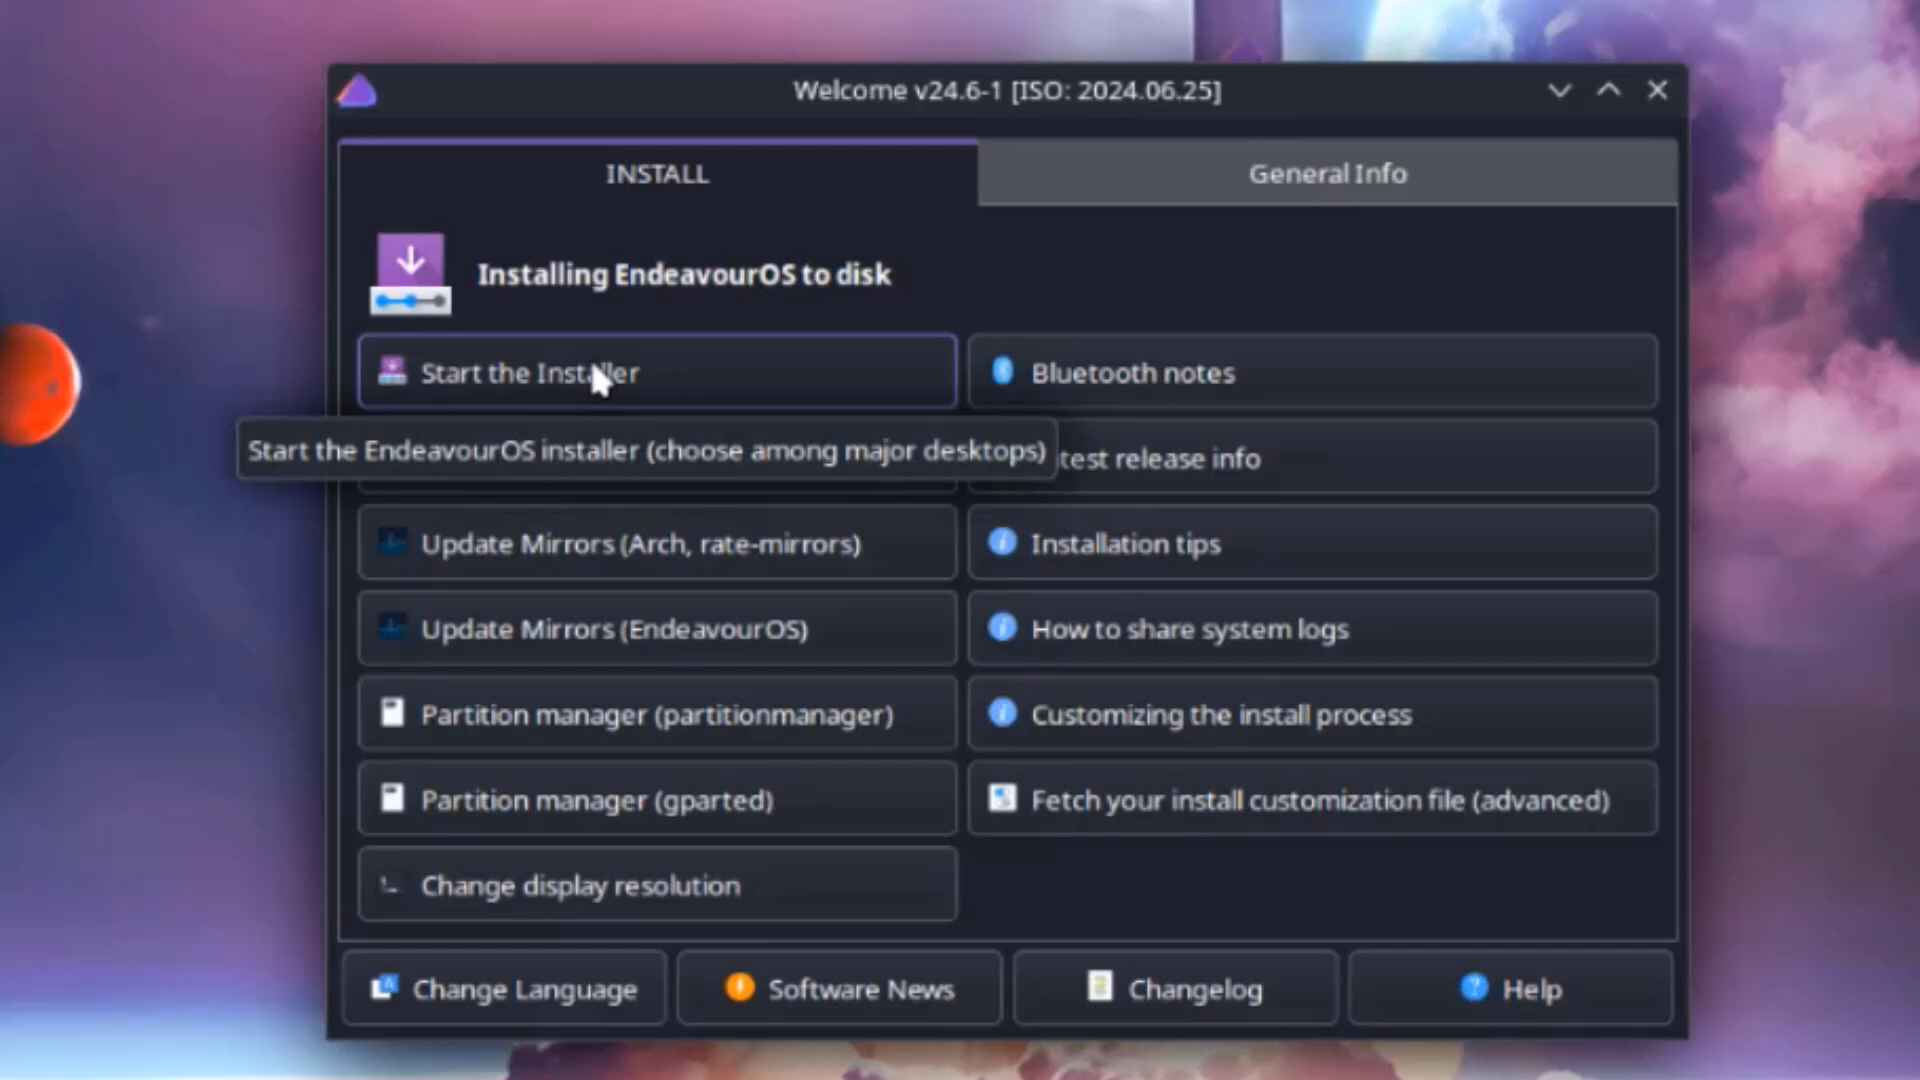 Welcome v24.6-1 [ISO: 2024.06.25]
INSTALL
General Info
Installing EndeavourOS to disk
Start the Installer
Bluetooth notes
Start the EndeavourOS installer (choose among major desktops)
release info
Update Mirrors (Arch, rate-mirrors)
Installation tips
Update Mirrors (EndeavourOS)
How to share system logs
Partition manager (partitionmanager)
Customizing the install process
Partition manager (gparted)
Fetch your install customization file (advanced)
Change display resolution
Change Language
Software News
Changelog
Help